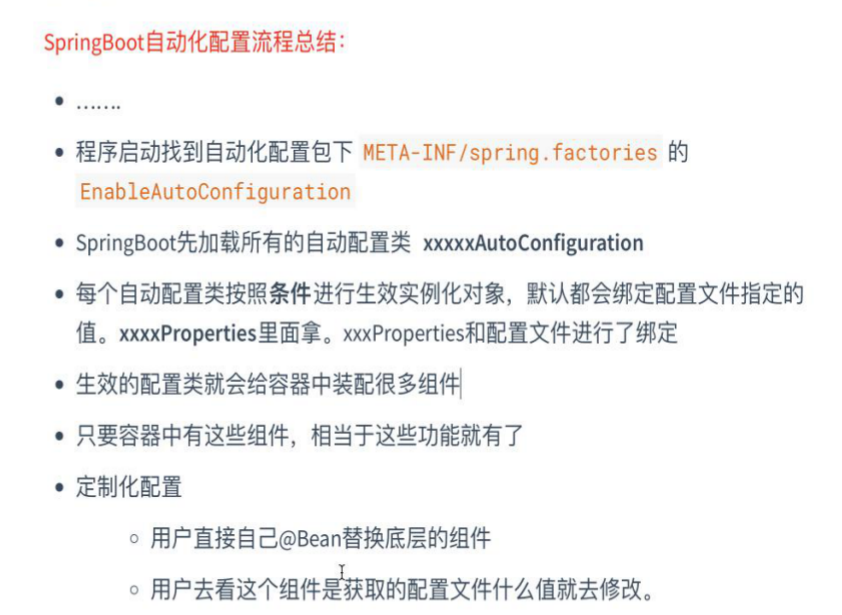 SpringBoot自动化配置流程总结：
• …….
• 程序启动找到自动化配置包下 META-INF/spring.factories 的
EnableAutoConfiguration
• SpringBoot先加载所有的自动配置类 xxxxxAutoConfiguration
• 每个自动配置类按照条件进行生效实例化对象，默认都会绑定配置文件指定的
值。xxxxProperties里面拿。xxxProperties和配置文件进行了绑定
• 生效的配置类就会给容器中装配很多组件
• 只要容器中有这些组件，相当于这些功能就有了
• 定制化配置
○ 用户直接自己@Bean替换底层的组件
○ 用户去看这个组件是获取的配置文件什么值就去修改。